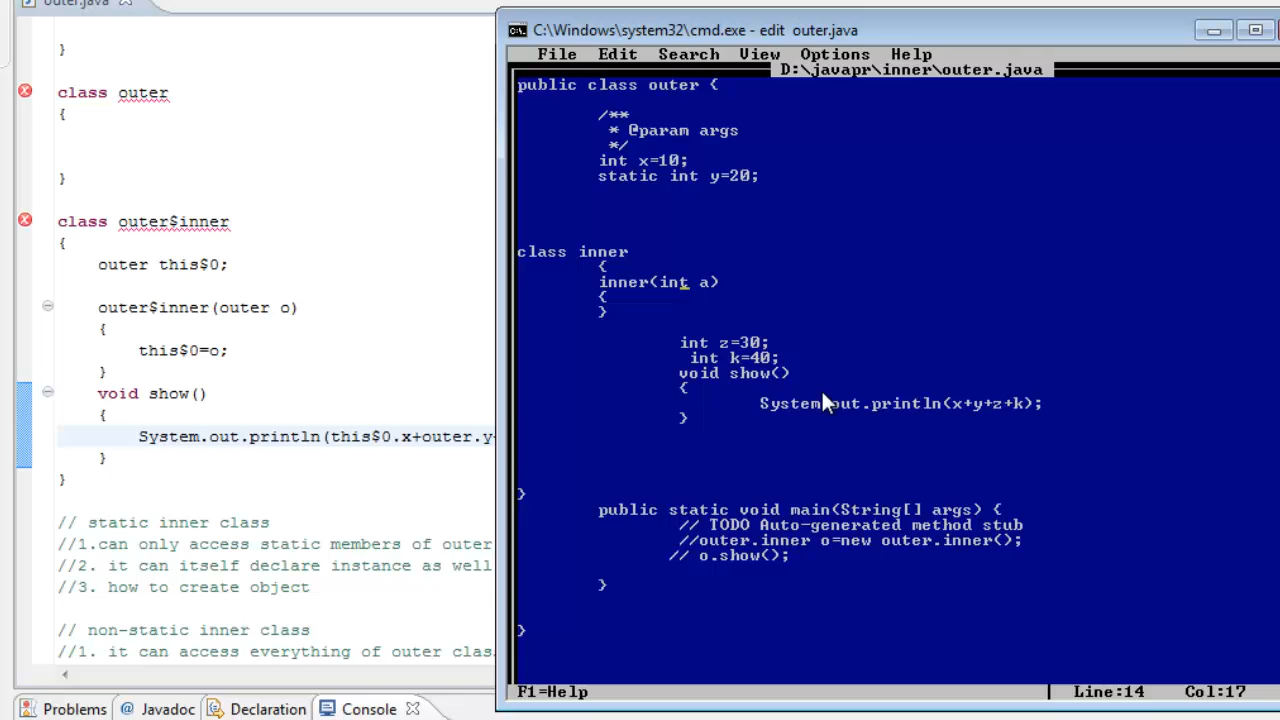 outer.java
}
class outer
{
}
class outer$inner
{
outer this$0;
outer$inner(outer o)
{
this$0=o;
}
void show()
{
System.out.println(this$0.x+outer.y
}
}
// static inner class
//1.can only access static members of outer
//2. it can itself declare instance as well
//3. how to create object
// non-static inner class
//1. it can access everything of outer clas
Problems @ Javadoc Declaration Console
C:\Windows\system32\cmd.exe - edit outer.java
File Edit Search View Options Help
D:\javapr\inner\outer.java
public class outer {
/**
* @param args
*/
int x=10;
static int y=20;
class inner
{
inner(int a)
{
}
int z=30;
int k=40;
void show()
{
System.out.println(x+y+z+k);
}
}
public static void main(String[] args) {
// TODO Auto-generated method stub
//outer.inner o=new outer.inner();
// o.show();
}
}
F1=Help Line:14 Col:17